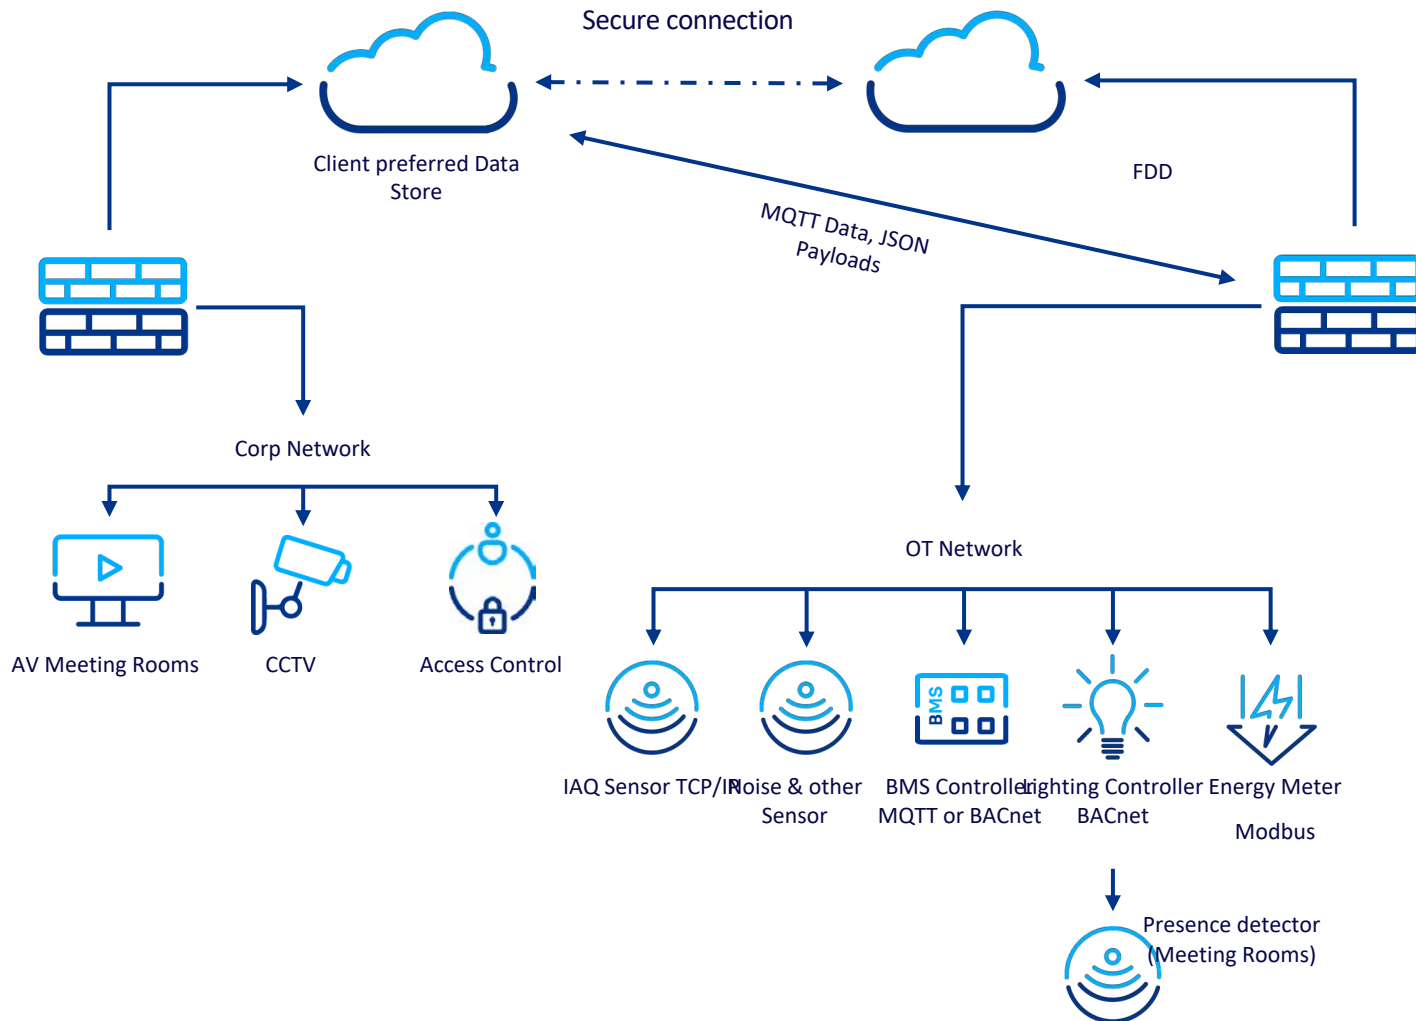 Secure connection
Client preferred Data
Store
FDD
MQTT Data, JSON
Payloads
Corp Network
OT Network
AV Meeting Rooms
CCTV
Access Control
BMS
IAQ Sensor TCP/IP
Noise & other
Sensor
BMS Controller
MQTT or BACnet
Lighting Controller
BACnet
Energy Meter
Modbus
Presence detector
(Meeting Rooms)